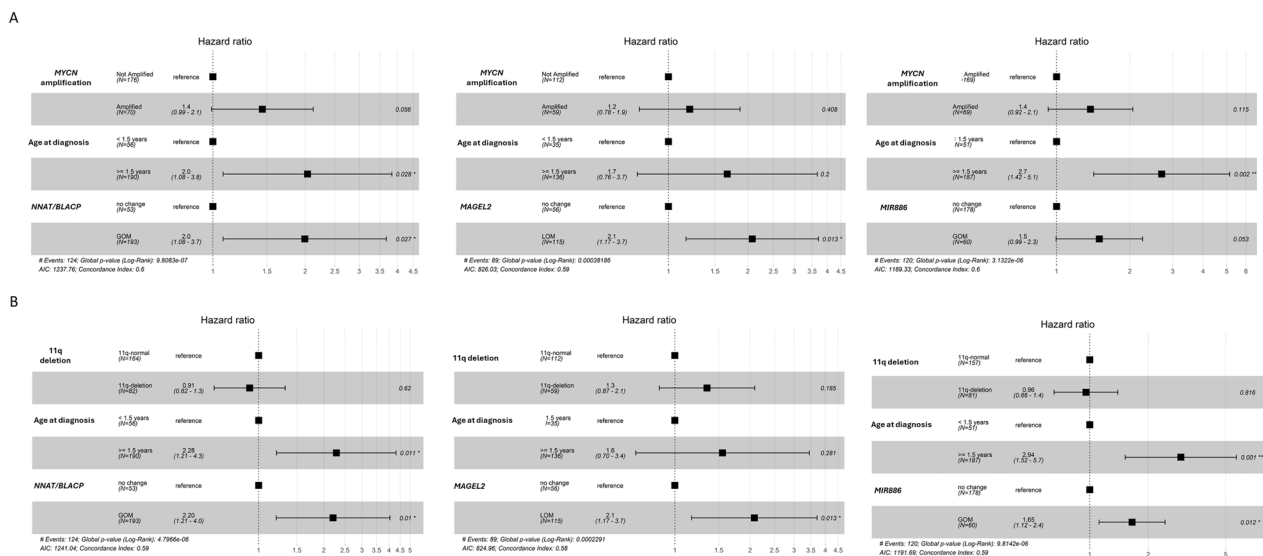 A
Hazard ratio
MYCN amplification
Not Amplified (N=176)
reference
Amplified (N=70)
1.4 (0.99 - 2.1)
0.056
Age at diagnosis
< 1.5 years (N=56)
reference
>= 1.5 years (N=190)
2.0 (1.08 - 3.8)
0.028 *
NNAT/BLACP
no change (N=53)
reference
GOM (N=193)
2.0 (1.08 - 3.7)
0.027 *
# Events: 124; Global p-value (Log-Rank): 9.8083e-07
AIC: 1237.76; Concordance Index: 0.6
1 1.5 2 2.5 3 3.5 4 4.5
Hazard ratio
MYCN amplification
Not Amplified (N=112)
reference
Amplified (N=59)
1.2 (0.78 - 1.9)
0.408
Age at diagnosis
< 1.5 years (N=35)
reference
>= 1.5 years (N=136)
1.7 (0.76 - 3.7)
0.2
MAGEL2
no change (N=56)
reference
LOM (N=115)
2.1 (1.17 - 3.7)
0.013 *
# Events: 89; Global p-value (Log-Rank): 0.00038186
AIC: 826.03; Concordance Index: 0.59
1 1.5 2 2.5 3 3.5 4 4.5
Hazard ratio
MYCN amplification
Amplified 169)
reference
Amplified (N=69)
1.4 (0.92 - 2.1)
0.115
Age at diagnosis
1.5 years N=51)
reference
>= 1.5 years (N=187)
2.7 (1.42 - 5.1)
0.002 **
MIR886
no change (N=178)
reference
GOM (N=60)
1.5 (0.99 - 2.3)
0.053
# Events: 120; Global p-value (Log-Rank): 3.1322e-06
AIC: 1189.33; Concordance Index: 0.6
1 2 3 4 5 6
B
Hazard ratio
11q deletion
11q-normal (N=164)
reference
11q-deletion (N=82)
0.91 (0.62 - 1.3)
0.62
Age at diagnosis
< 1.5 years (N=56)
reference
>= 1.5 years (N=190)
2.28 (1.21 - 4.3)
0.011 *
NNAT/BLACP
no change (N=53)
reference
GOM (N=193)
2.20 (1.21 - 4.0)
0.01 *
# Events: 124; Global p-value (Log-Rank): 4.7966e-06
AIC: 1241.04; Concordance Index: 0.59
1 1.5 2 2.5 3 3.5 4 4.5 5
Hazard ratio
11q deletion
11q-normal (N=112)
reference
11q-deletion (N=59)
1.3 (0.87 - 2.1)
0.185
Age at diagnosis
1.5 years =35)
reference
>= 1.5 years (N=136)
1.6 (0.70 - 3.4)
0.281
MAGEL2
no change (N=56)
reference
LOM (N=115)
2.1 (1.17 - 3.7)
0.013 *
# Events: 89; Global p-value (Log-Rank): 0.0002291
AIC: 824.96; Concordance Index: 0.58
1 1.5 2 2.5 3 3.5 4 4.5
Hazard ratio
11q deletion
11q-normal (N=157)
reference
11q-deletion (N=81)
0.96 (0.68 - 1.4)
0.816
Age at diagnosis
< 1.5 years (N=51)
reference
>= 1.5 years (N=187)
2.94 (1.52 - 5.7)
0.001 **
MIR886
no change (N=178)
reference
GOM (N=60)
1.65 (1.12 - 2.4)
0.012 *
# Events: 120; Global p-value (Log-Rank): 9.8142e-06
AIC: 1191.69; Concordance Index: 0.59
1 2 5